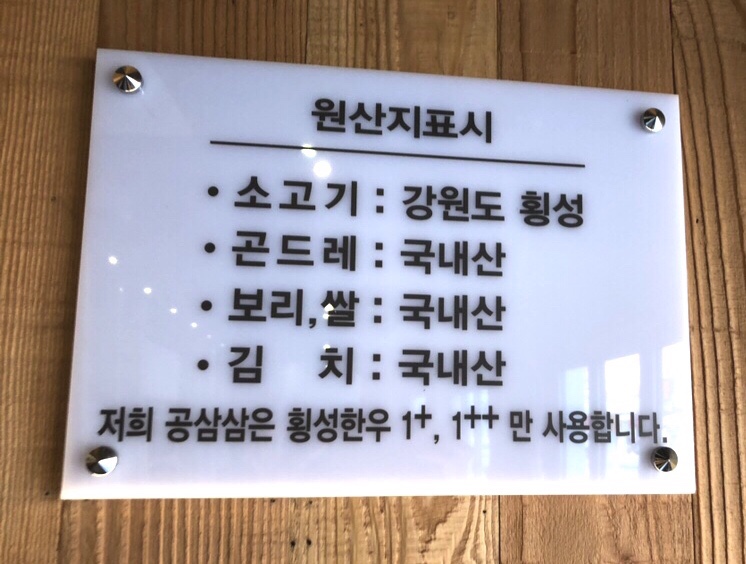 원산지표시
• 소고기 : 강원도 횡성
• 곤드레 : 국내산
• 보리,쌀 : 국내산
• 김 치 : 국내산
저희 공삼삼은 횡성한우 1+, 1++ 만 사용합니다.